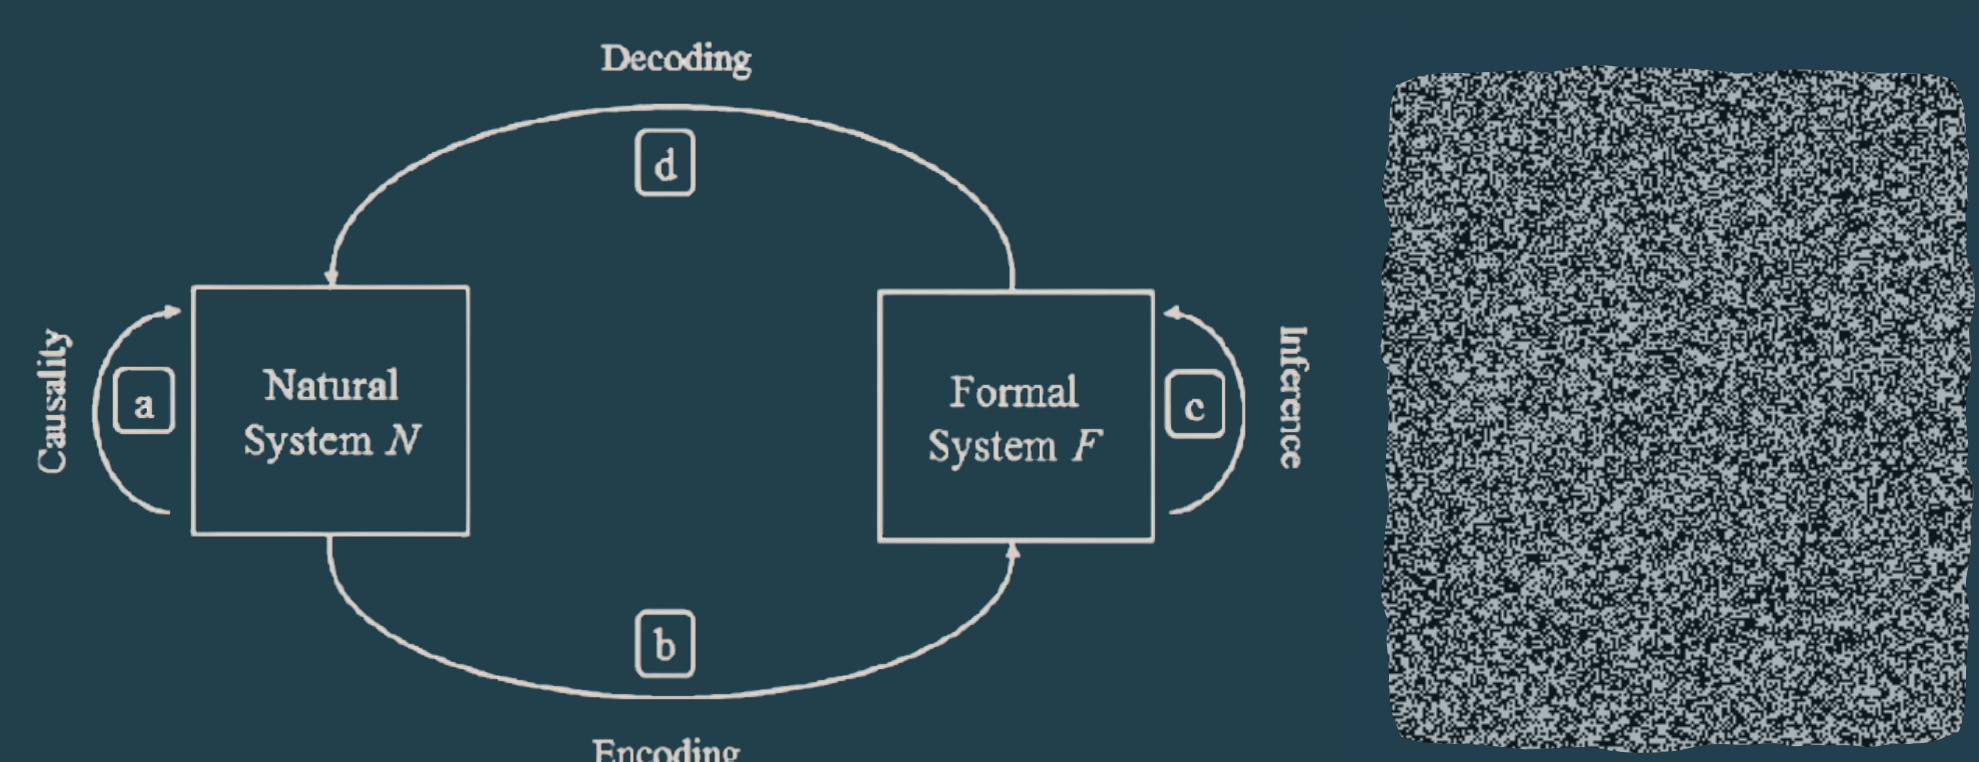 Decoding
d
Causality
a
Natural
System N
Formal
System F
c
Inference
b
Encoding